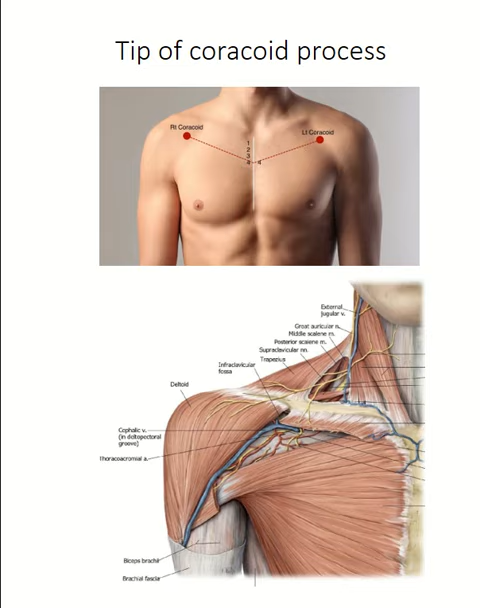 Tip of coracoid process
Rt Coracoid
Lt Coracoid
1
2
3
4 4
External
jugular v.
Great auricular n.
Middle scalene m.
Posterior scalene m.
Supraclavicular nn.
Trapezius
Infraclavicular
fossa
Deltoid
Cephalic v.
(in deltopectoral
groove)
Thoracoacromial a.
Biceps brachii
Brachial fascia